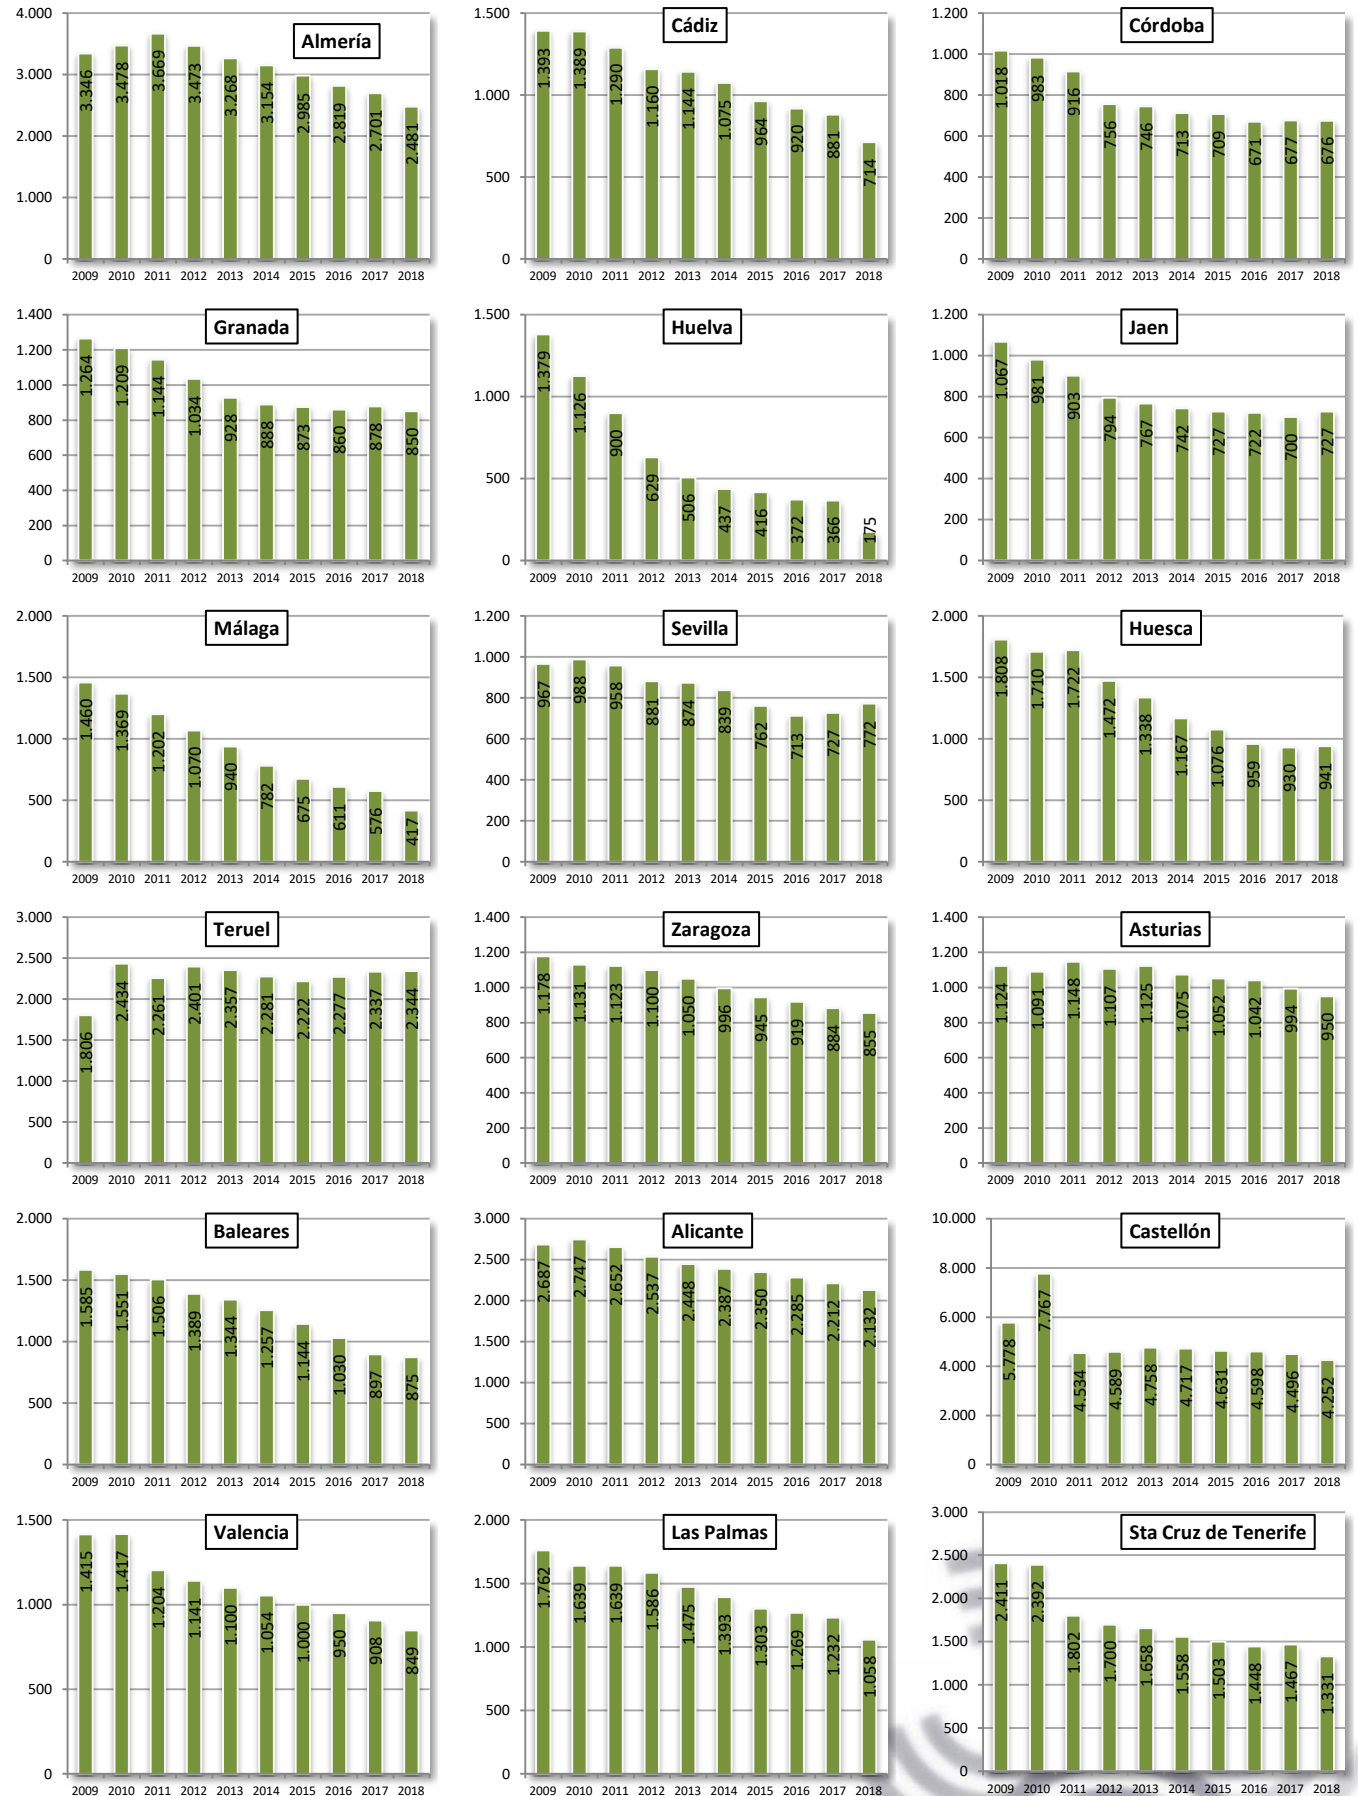 Almería
4.000
3.000
2.000
1.000
0
3.346 3.478 3.669 3.473 3.268 3.154 2.985 2.819 2.701 2.481
2009 2010 2011 2012 2013 2014 2015 2016 2017 2018
Cádiz
1.500
1.000
500
0
1.393 1.389 1.290 1.160 1.144 1.075 964 920 881 714
2009 2010 2011 2012 2013 2014 2015 2016 2017 2018
Córdoba
1.200
1.000
800
600
400
200
0
1.018 983 916 756 746 713 709 671 677 676
2009 2010 2011 2012 2013 2014 2015 2016 2017 2018
Granada
1.400
1.200
1.000
800
600
400
200
0
1.264 1.209 1.144 1.034 928 888 873 860 878 850
2009 2010 2011 2012 2013 2014 2015 2016 2017 2018
Huelva
1.500
1.000
500
0
1.379 1.126 900 629 506 437 416 372 366 175
2009 2010 2011 2012 2013 2014 2015 2016 2017 2018
Jaen
1.200
1.000
800
600
400
200
0
1.067 981 903 794 767 742 727 722 700 727
2009 2010 2011 2012 2013 2014 2015 2016 2017 2018
Málaga
2.000
1.500
1.000
500
0
1.460 1.369 1.202 1.070 940 782 675 611 576 417
2009 2010 2011 2012 2013 2014 2015 2016 2017 2018
Sevilla
1.200
1.000
800
600
400
200
0
967 988 958 881 874 839 762 713 727 772
2009 2010 2011 2012 2013 2014 2015 2016 2017 2018
Huesca
2.000
1.500
1.000
500
0
1.808 1.710 1.722 1.472 1.338 1.167 1.076 959 930 941
2009 2010 2011 2012 2013 2014 2015 2016 2017 2018
Teruel
3.000
2.500
2.000
1.500
1.000
500
0
1.806 2.434 2.261 2.401 2.357 2.281 2.222 2.277 2.337 2.344
2009 2010 2011 2012 2013 2014 2015 2016 2017 2018
Zaragoza
1.400
1.200
1.000
800
600
400
200
0
1.178 1.131 1.123 1.100 1.050 996 945 919 884 855
2009 2010 2011 2012 2013 2014 2015 2016 2017 2018
Asturias
1.400
1.200
1.000
800
600
400
200
0
1.124 1.091 1.148 1.107 1.125 1.075 1.052 1.042 994 950
2009 2010 2011 2012 2013 2014 2015 2016 2017 2018
Baleares
2.000
1.500
1.000
500
0
1.585 1.551 1.506 1.389 1.344 1.257 1.144 1.030 897 875
2009 2010 2011 2012 2013 2014 2015 2016 2017 2018
Alicante
3.000
2.500
2.000
1.500
1.000
500
0
2.687 2.747 2.652 2.537 2.448 2.387 2.350 2.285 2.212 2.132
2009 2010 2011 2012 2013 2014 2015 2016 2017 2018
Castellón
10.000
8.000
6.000
4.000
2.000
0
5.778 7.767 4.534 4.589 4.758 4.717 4.631 4.598 4.496 4.252
2009 2010 2011 2012 2013 2014 2015 2016 2017 2018
Valencia
1.500
1.000
500
0
1.415 1.417 1.204 1.141 1.100 1.054 1.000 950 908 849
2009 2010 2011 2012 2013 2014 2015 2016 2017 2018
Las Palmas
2.000
1.500
1.000
500
0
1.762 1.639 1.639 1.586 1.475 1.393 1.303 1.269 1.232 1.058
2009 2010 2011 2012 2013 2014 2015 2016 2017 2018
Sta Cruz de Tenerife
3.000
2.500
2.000
1.500
1.000
500
0
2.411 2.392 1.802 1.700 1.658 1.558 1.503 1.448 1.467 1.331
2009 2010 2011 2012 2013 2014 2015 2016 2017 2018